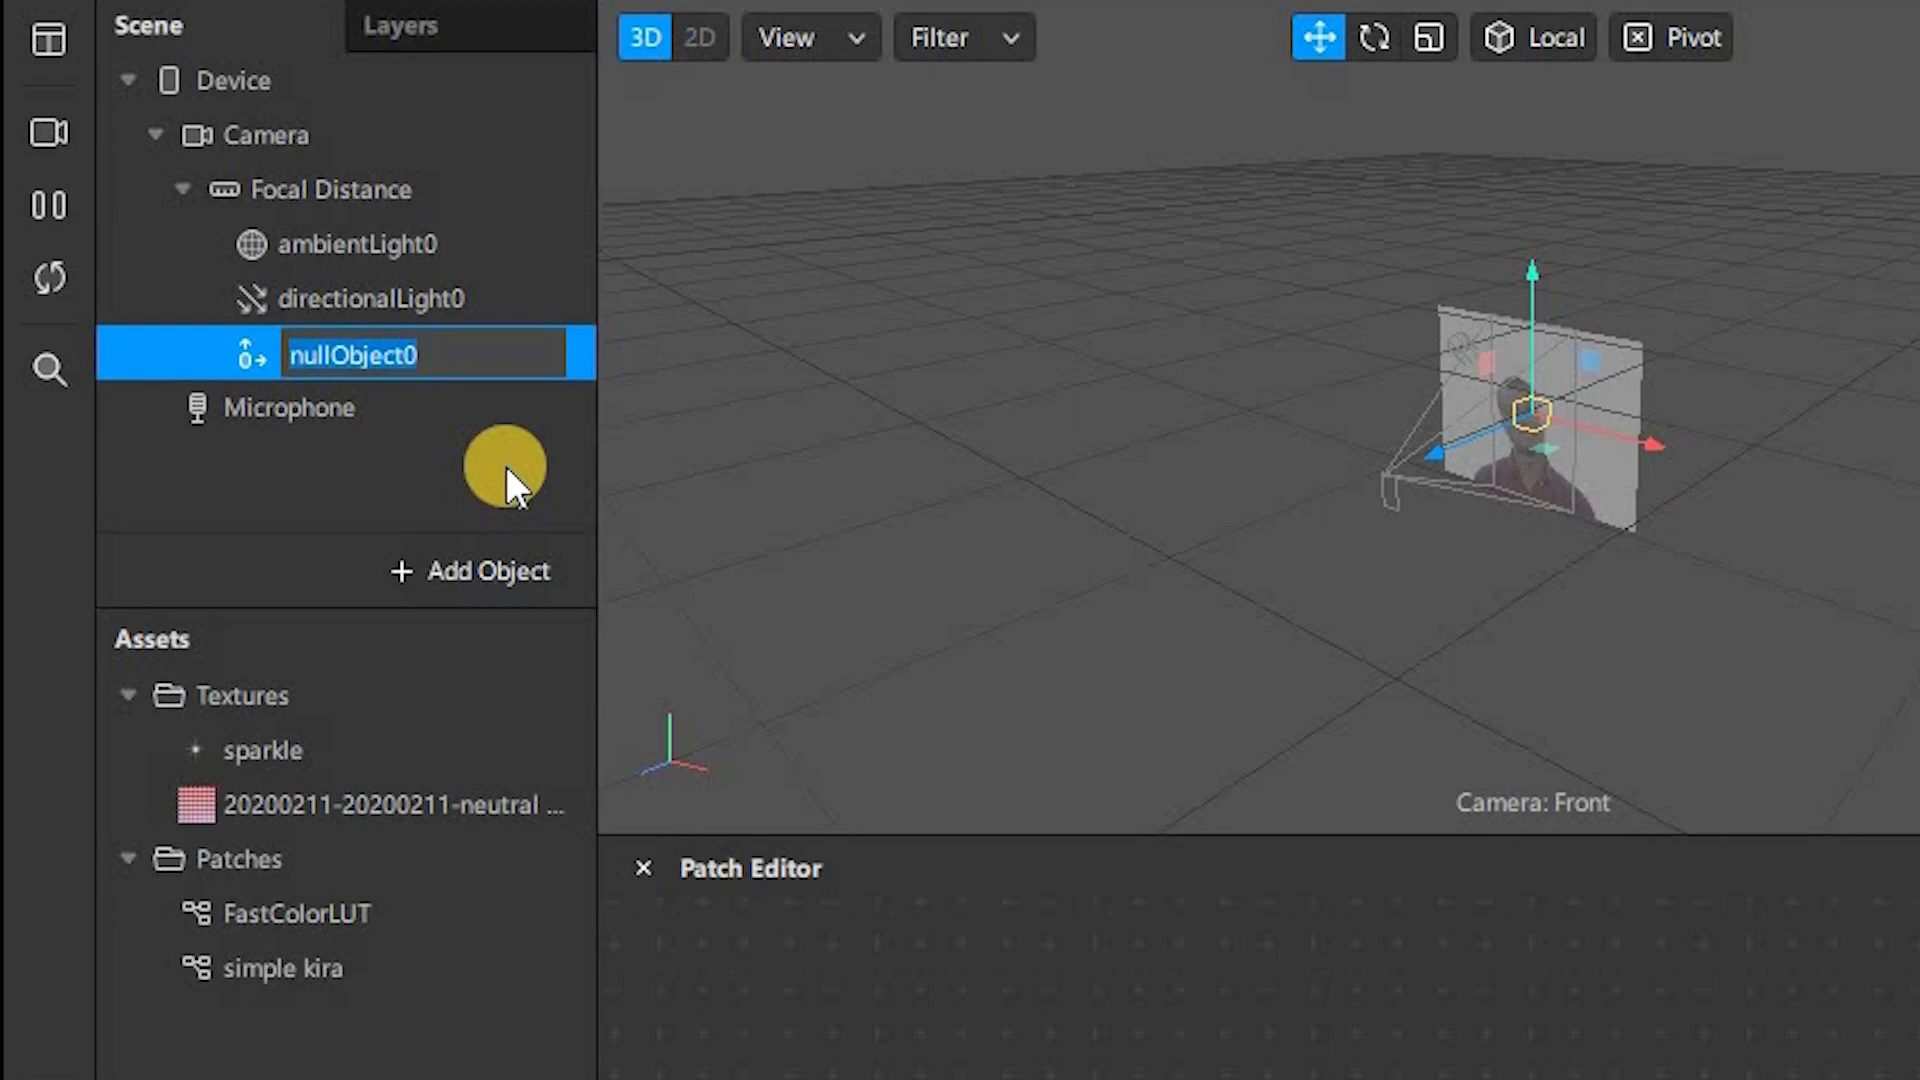 Scene
Layers
Device
Camera
Focal Distance
ambientLight0
directionalLight0
nullObject0
Microphone
+ Add Object
Assets
Textures
sparkle
20200211-20200211-neutral ...
Patches
FastColorLUT
simple kira
3D
2D
View
Filter
Local
Pivot
Camera: Front
Patch Editor